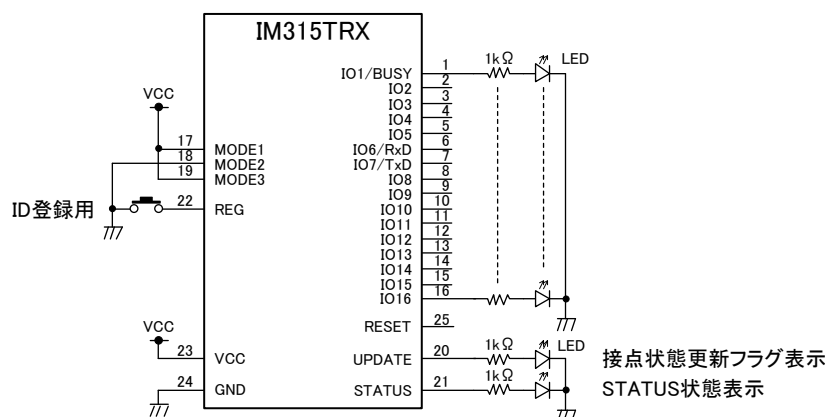 IM315TRX
1kΩ
LED
IO1/BUSY 1
IO2 2
IO3 3
IO4 4
IO5 5
IO6/RxD 6
IO7/TxD 7
IO8 8
IO9 9
IO10 10
IO11 11
IO12 12
IO13 13
IO14 14
IO15 15
IO16 16
VCC
17 MODE1
18 MODE2
19 MODE3
ID登録用
22 REG
RESET 25
VCC
23 VCC
24 GND
UPDATE 20
1kΩ
LED
接点状態更新フラグ表示
STATUS 21
1kΩ
STATUS状態表示